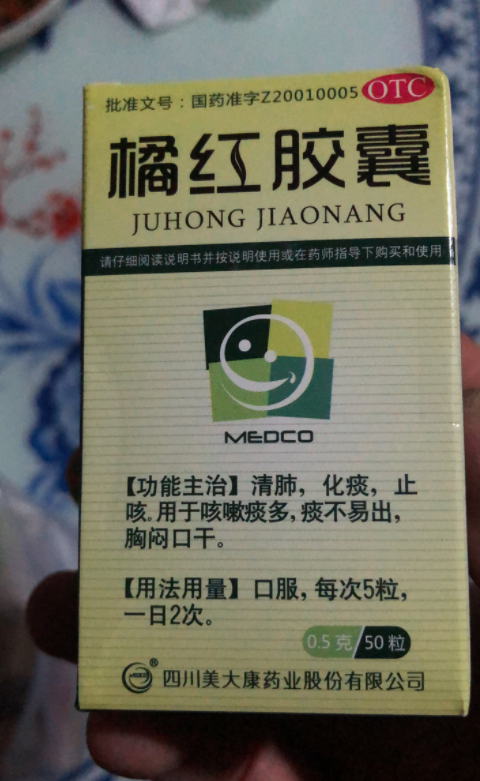 批准文号：国药准字Z20010005 OTC
橘红胶囊
JUHONG JIAONANG
请仔细阅读说明书并按说明使用或在药师指导下购买和使用
MEDCO
【功能主治】清肺，化痰，止
咳。用于咳嗽痰多，痰不易出，
胸闷口干。
【用法用量】口服，每次5粒，
一日2次。
0.5克/50粒
®四川美大康药业股份有限公司